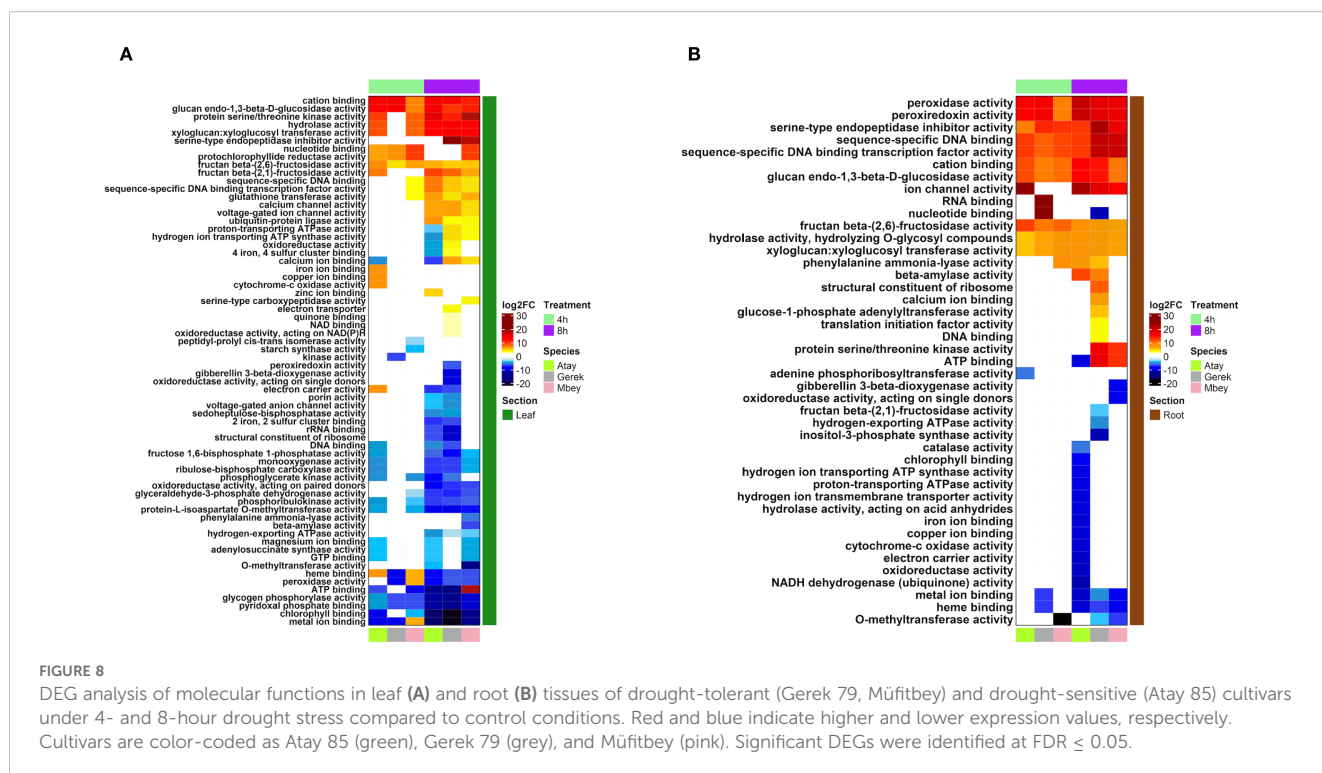 A
cation binding
glucan endo-1,3-beta-D-glucosidase activity
protein serine/threonine kinase activity
hydrolase activity
xyloglucan:xyloglucosyl transferase activity
serine-type endopeptidase inhibitor activity
nucleotide binding
protochlorophyllide reductase activity
fructan beta-(2,6)-fructosidase activity
fructan beta-(2,1)-fructosidase activity
sequence-specific DNA binding
sequence-specific DNA binding transcription factor activity
glutathione transferase activity
calcium channel activity
voltage-gated ion channel activity
ubiquitin-protein ligase activity
proton-transporting ATPase activity
hydrogen ion transporting ATP synthase activity
oxidoreductase activity
4 iron, 4 sulfur cluster binding
calcium ion binding
iron ion binding
copper ion binding
cytochrome-c oxidase activity
zinc ion binding
serine-type carboxypeptidase activity
electron transporter
quinone binding
NAD binding
oxidoreductase activity, acting on NAD(P)H
peptidyl-prolyl cis-trans isomerase activity
starch synthase activity
kinase activity
peroxiredoxin activity
gibberellin 3-beta-dioxygenase activity
oxidoreductase activity, acting on single donors
electron carrier activity
porin activity
voltage-gated anion channel activity
sedoheptulose-bisphosphatase activity
2 iron, 2 sulfur cluster binding
rRNA binding
structural constituent of ribosome
DNA binding
fructose 1,6-bisphosphate 1-phosphatase activity
monooxygenase activity
ribulose-bisphosphate carboxylase activity
phosphoglycerate kinase activity
oxidoreductase activity, acting on paired donors
glyceraldehyde-3-phosphate dehydrogenase activity
phosphoribulokinase activity
protein-L-isoaspartate O-methyltransferase activity
phenylalanine ammonia-lyase activity
beta-amylase activity
hydrogen-exporting ATPase activity
magnesium ion binding
adenylosuccinate synthase activity
GTP binding
O-methyltransferase activity
heme binding
peroxidase activity
ATP binding
glycogen phosphorylase activity
pyridoxal phosphate binding
chlorophyll binding
metal ion binding
log2FC
30
20
10
0
-10
-20
Treatment
4h
8h
Species
Atay
Gerek
Mbey
Section
Leaf
B
peroxidase activity
peroxiredoxin activity
serine-type endopeptidase inhibitor activity
sequence-specific DNA binding
sequence-specific DNA binding transcription factor activity
cation binding
glucan endo-1,3-beta-D-glucosidase activity
ion channel activity
RNA binding
nucleotide binding
fructan beta-(2,6)-fructosidase activity
hydrolase activity, hydrolyzing O-glycosyl compounds
xyloglucan:xyloglucosyl transferase activity
phenylalanine ammonia-lyase activity
beta-amylase activity
structural constituent of ribosome
calcium ion binding
glucose-1-phosphate adenylyltransferase activity
translation initiation factor activity
DNA binding
protein serine/threonine kinase activity
ATP binding
adenine phosphoribosyltransferase activity
gibberellin 3-beta-dioxygenase activity
oxidoreductase activity, acting on single donors
fructan beta-(2,1)-fructosidase activity
hydrogen-exporting ATPase activity
inositol-3-phosphate synthase activity
catalase activity
chlorophyll binding
hydrogen ion transporting ATP synthase activity
proton-transporting ATPase activity
hydrogen ion transmembrane transporter activity
hydrolase activity, acting on acid anhydrides
iron ion binding
copper ion binding
cytochrome-c oxidase activity
electron carrier activity
oxidoreductase activity
NADH dehydrogenase (ubiquinone) activity
metal ion binding
heme binding
O-methyltransferase activity
log2FC
30
20
10
0
-10
-20
Treatment
4h
8h
Species
Atay
Gerek
Mbey
Section
Root
FIGURE 8
DEG analysis of molecular functions in leaf (A) and root (B) tissues of drought-tolerant (Gerek 79, Müfitbey) and drought-sensitive (Atay 85) cultivars
under 4- and 8-hour drought stress compared to control conditions. Red and blue indicate higher and lower expression values, respectively.
Cultivars are color-coded as Atay 85 (green), Gerek 79 (grey), and Müfitbey (pink). Significant DEGs were identified at FDR ≤ 0.05.